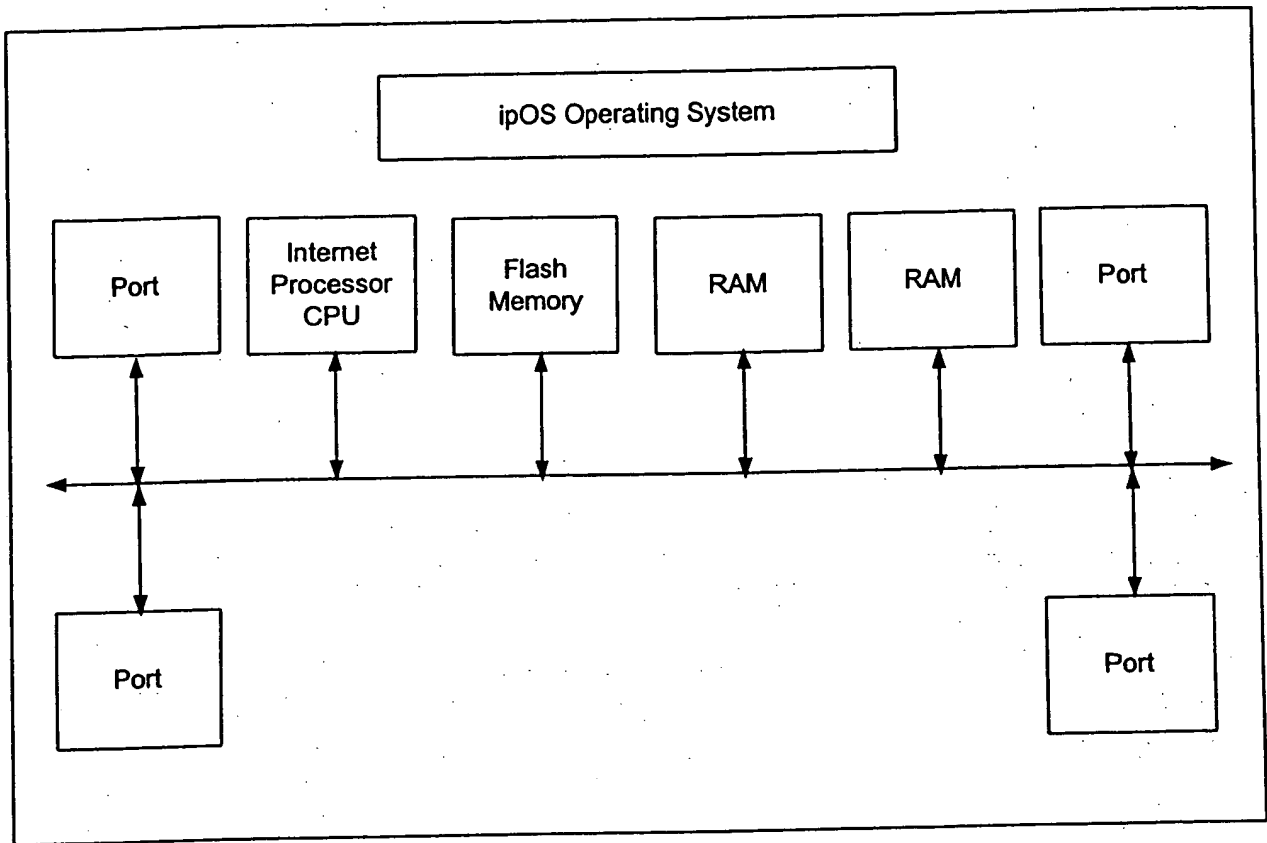 ipOS Operating System
Port
Internet
Processor
CPU
Flash
Memory
RAM
RAM
Port
Port
Port